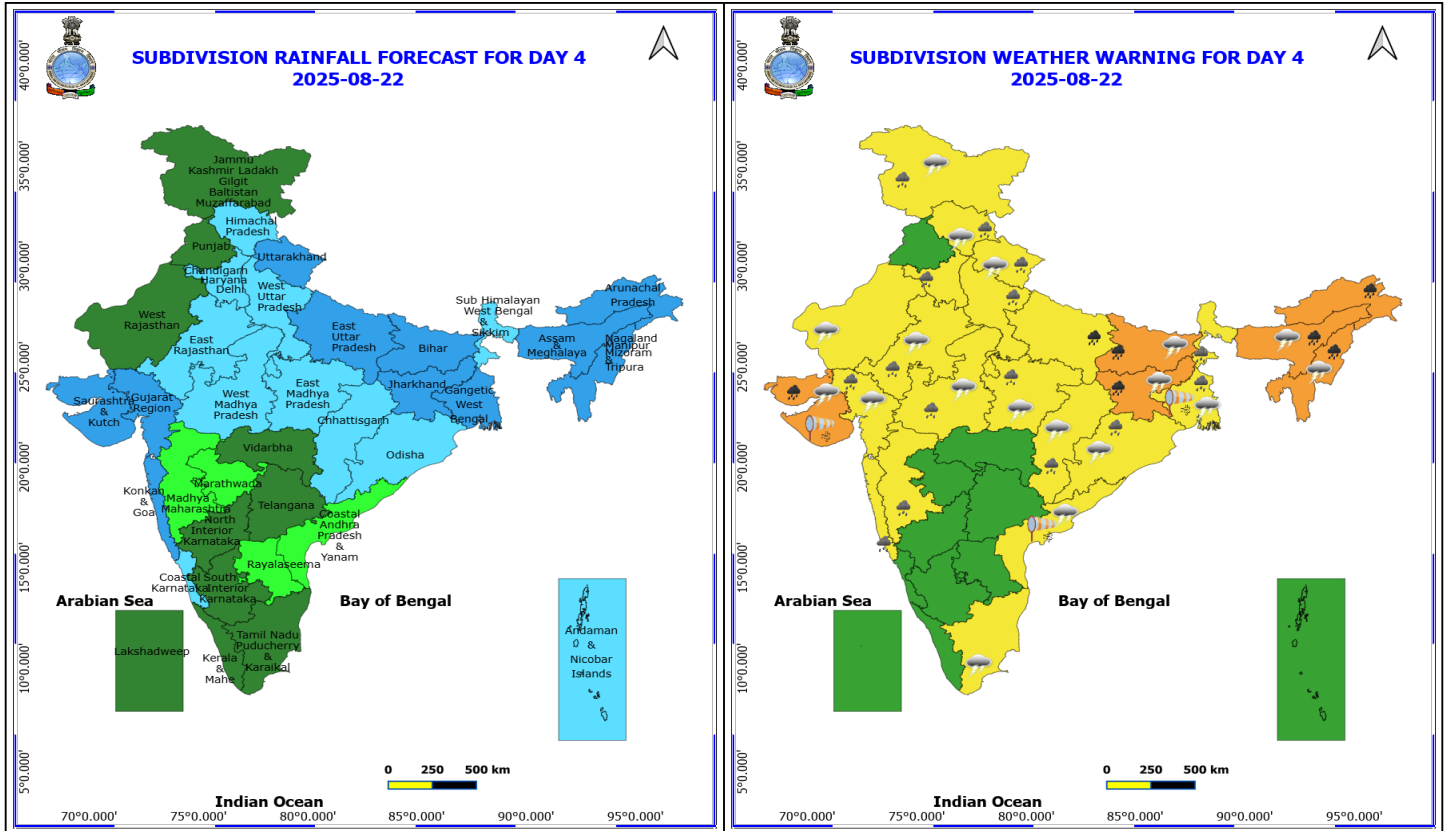 SUBDIVISION RAINFALL FORECAST FOR DAY 4
2025-08-22
40°0.000'
35°0.000'
30°0.000'
25°0.000'
20°0.000'
15°0.000'
10°0.000'
5°0.000'
Jammu
Kashmir Ladakh
Gilgit
Baltistan
Muzaffarabad
Himachal
Pradesh
Punjab
Uttarakhand
Chandigarh
Haryana
Delhi
West
Uttar
Pradesh
West
Rajasthan
East
Rajasthan
East
Uttar
Pradesh
Bihar
Sub Himalayan
West Bengal
&
Sikkim
Arunachal
Pradesh
Assam
&
Meghalaya
Nagaland
Manipur
Mizoram
&
Tripura
Saurashtra
&
Kutch
Gujarat
Region
West
Madhya
Pradesh
East
Madhya
Pradesh
Jharkhand
Gangetic
West
Bengal
Chhattisgarh
Odisha
Vidarbha
Konkan
&
Goa
Madhya
Maharashtra
Marathwada
Telangana
North
Interior
Karnataka
Coastal
Andhra
Pradesh
&
Yanam
Rayalaseema
Coastal
Karnataka
South
Interior
Karnataka
Arabian Sea
Bay of Bengal
Lakshadweep
Kerala
&
Mahe
Tamil Nadu
Puducherry
&
Karaikal
Andaman
&
Nicobar
Islands
0 250 500 km
Indian Ocean
70°0.000' 75°0.000' 80°0.000' 85°0.000' 90°0.000' 95°0.000'
SUBDIVISION WEATHER WARNING FOR DAY 4
2025-08-22
40°0.000'
35°0.000'
30°0.000'
25°0.000'
20°0.000'
15°0.000'
10°0.000'
5°0.000'
Arabian Sea
Bay of Bengal
0 250 500 km
Indian Ocean
70°0.000' 75°0.000' 80°0.000' 85°0.000' 90°0.000' 95°0.000'